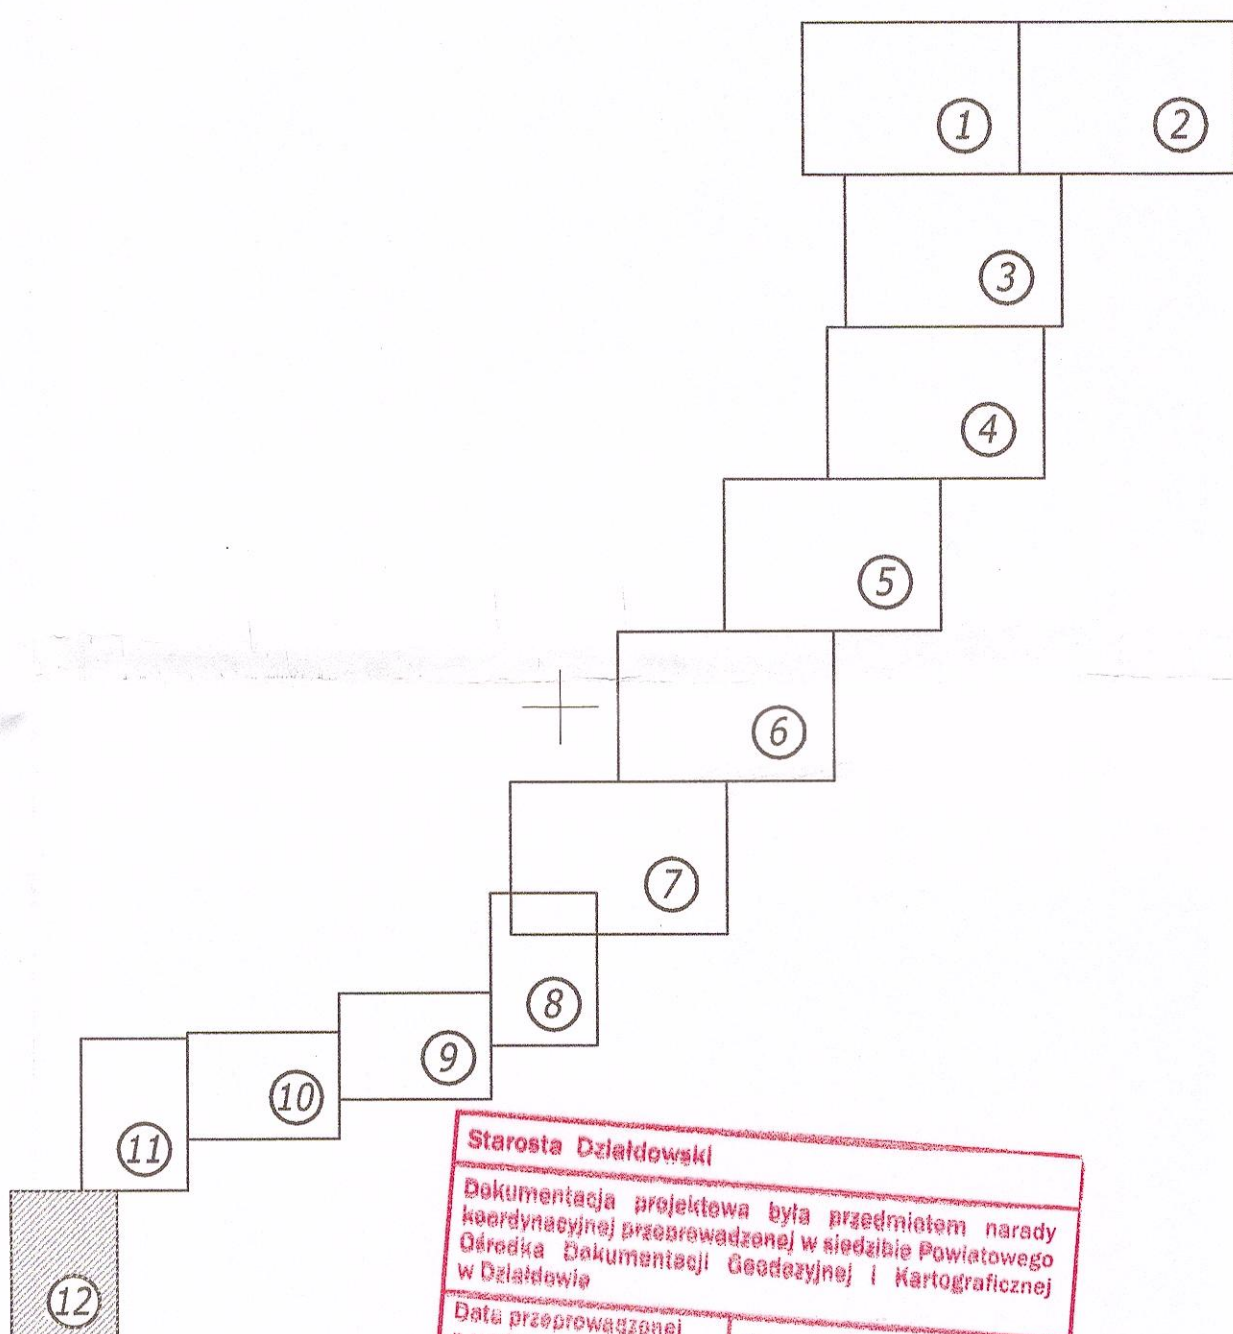 1
2
3
4
5
6
7
8
9
10
11
12
Starosta Działdowski
Dokumentacja projektowa była przedmiotem narady
koordynacyjnej przeprowadzonej w siedzibie Powiatowego
Ośrodka Dokumentacji Geodezyjnej i Kartograficznej
w Działdowie
Data przeprowadzonej